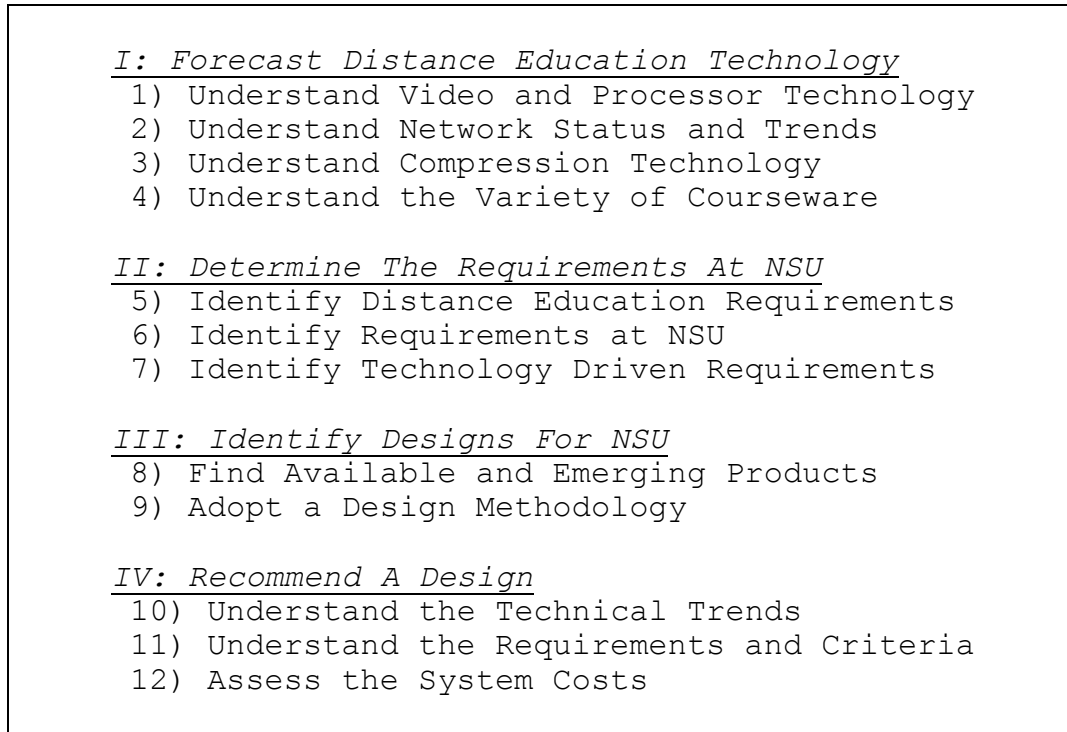 I: Forecast Distance Education Technology
1) Understand Video and Processor Technology
2) Understand Network Status and Trends
3) Understand Compression Technology
4) Understand the Variety of Courseware
II: Determine The Requirements At NSU
5) Identify Distance Education Requirements
6) Identify Requirements at NSU
7) Identify Technology Driven Requirements
III: Identify Designs For NSU
8) Find Available and Emerging Products
9) Adopt a Design Methodology
IV: Recommend A Design
10) Understand the Technical Trends
11) Understand the Requirements and Criteria
12) Assess the System Costs